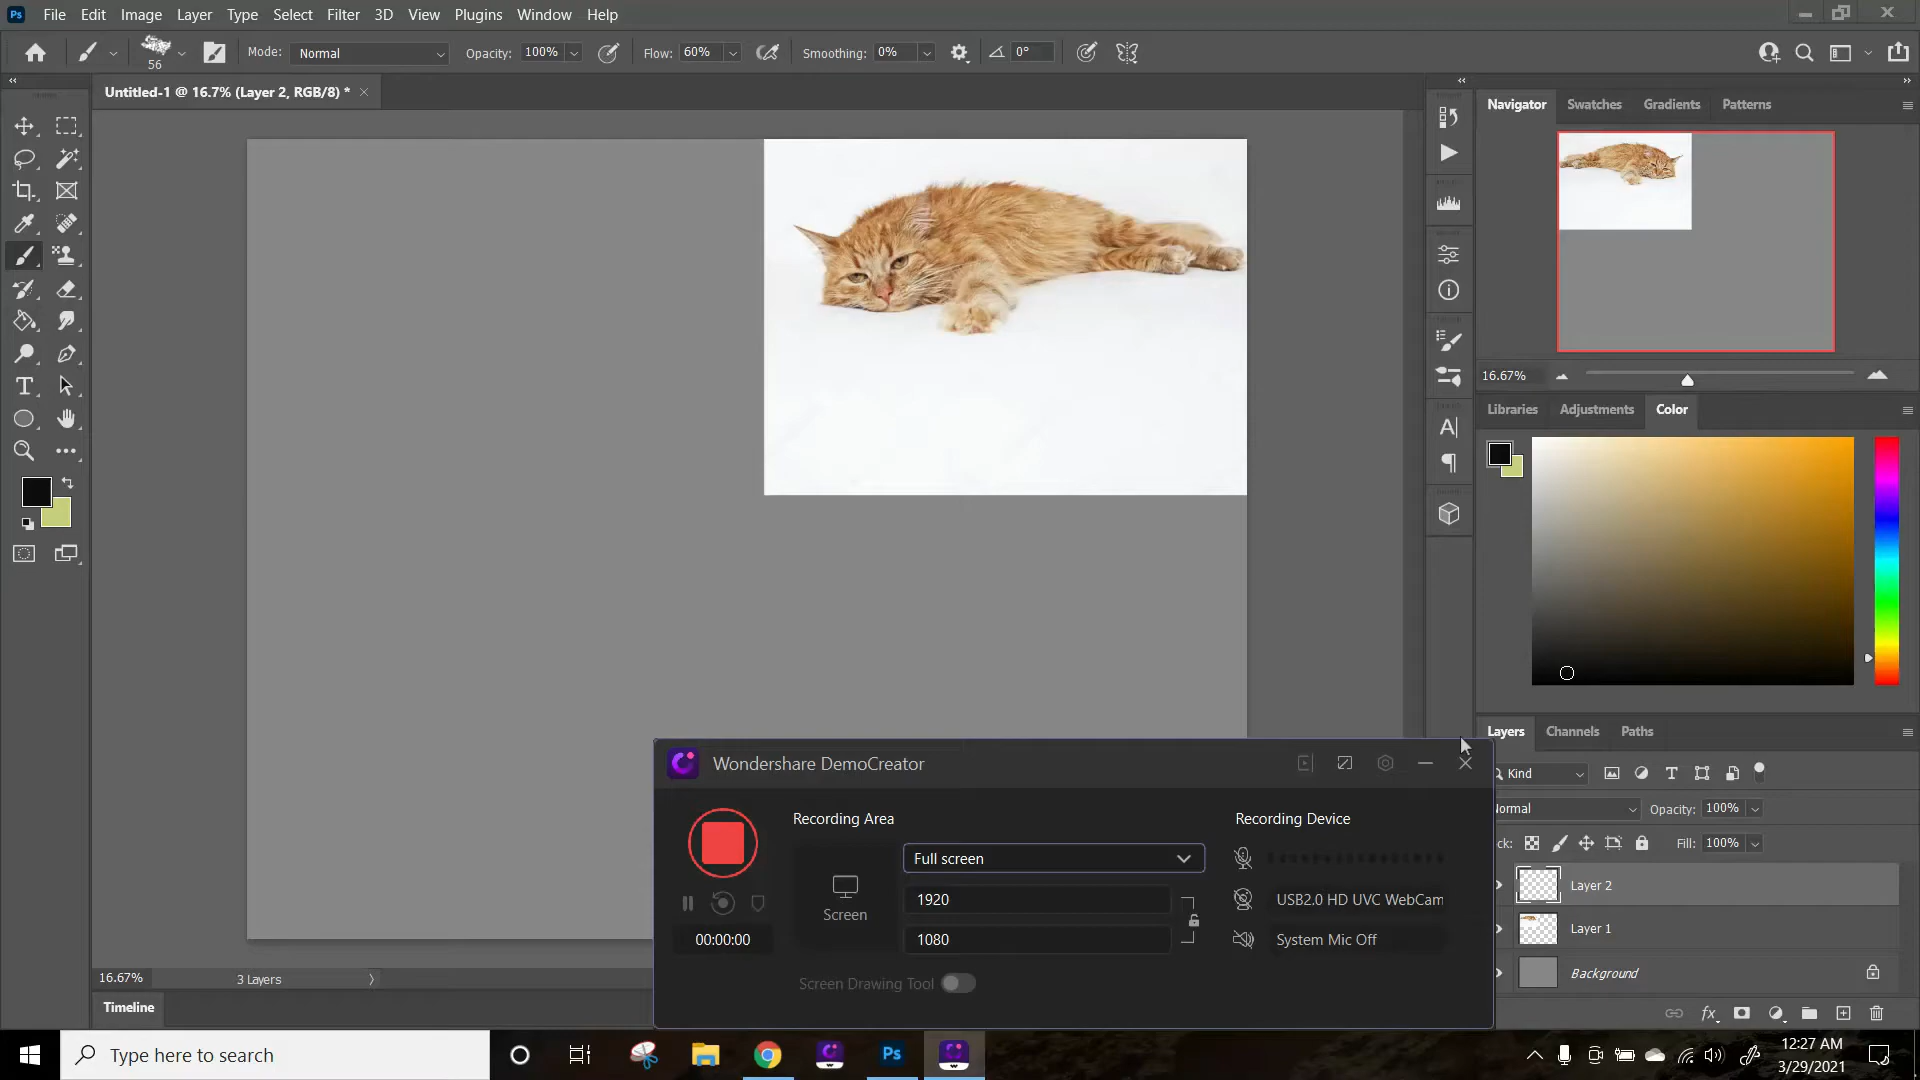 Ps File Edit Image Layer Type Select Filter 3D View Plugins Window Help
56 Mode: Normal Opacity: 100% Flow: 60% Smoothing: 0% 0°
Untitled-1 @ 16.7% (Layer 2, RGB/8) *
Navigator Swatches Gradients Patterns
16.67%
Libraries Adjustments Color
Layers Channels Paths
Kind
Normal Opacity: 100%
Fill: 100%
Layer 2
Layer 1
Background
Wondershare DemoCreator
Recording Area
Full screen
Screen
1920
1080
00:00:00
Screen Drawing Tool
Recording Device
USB2.0 HD UVC WebCam
System Mic Off
16.67% 3 Layers
Timeline
Type here to search
Ps
12:27 AM
3/29/2021